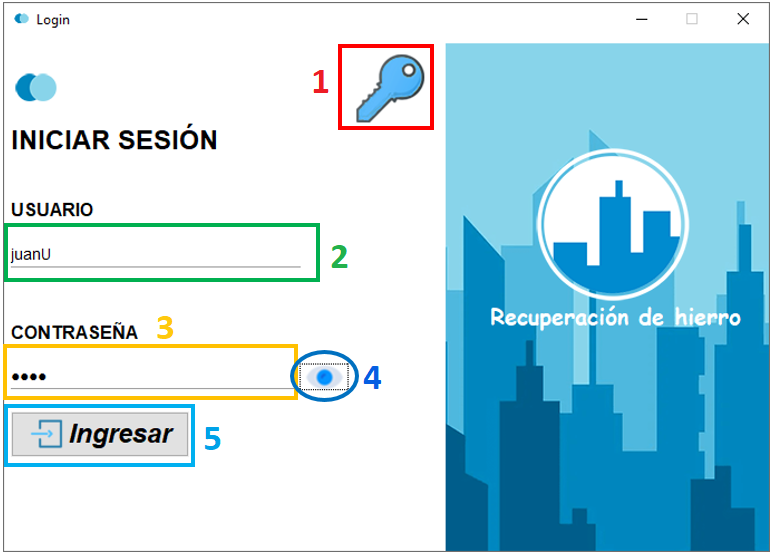 Login
1
INICIAR SESIÓN
USUARIO
juanU
2
CONTRASEÑA
3
••••
4
Ingresar
5
Recuperación de hierro